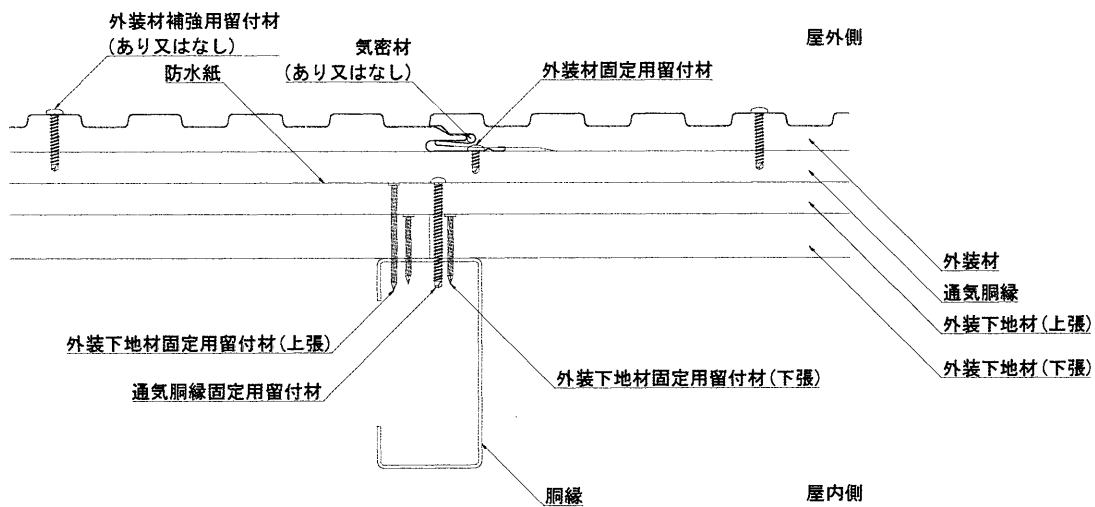 外装材補強用留付材
(あり又はなし)
防水紙
気密材
(あり又はなし)
外装材固定用留付材
屋外側
外装材
通気胴縁
外装下地材(上張)
外装下地材(下張)
外装下地材固定用留付材(上張)
通気胴縁固定用留付材
外装下地材固定用留付材(下張)
胴縁
屋内側